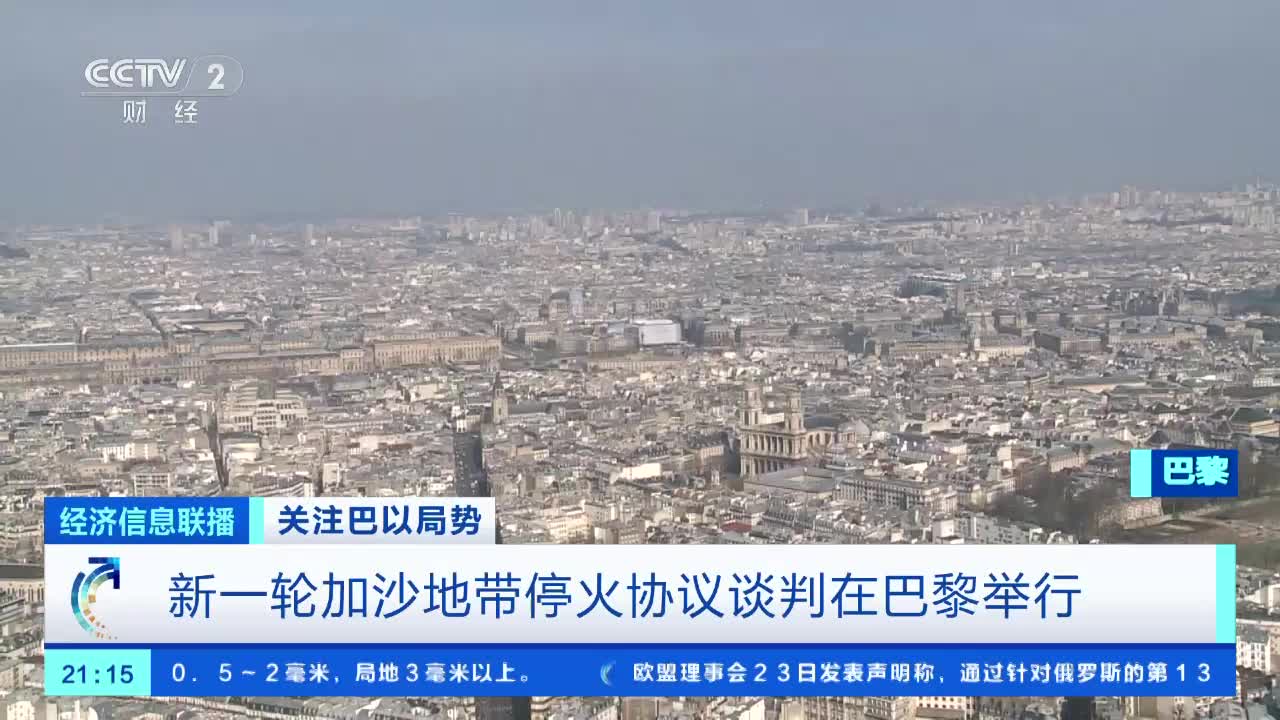 CCTV 2
财 经
巴黎
经济信息联播
关注巴以局势
新一轮加沙地带停火协议谈判在巴黎举行
21:15
０．５～２毫米，局地３毫米以上。
欧盟理事会２３日发表声明称，通过针对俄罗斯的第１３